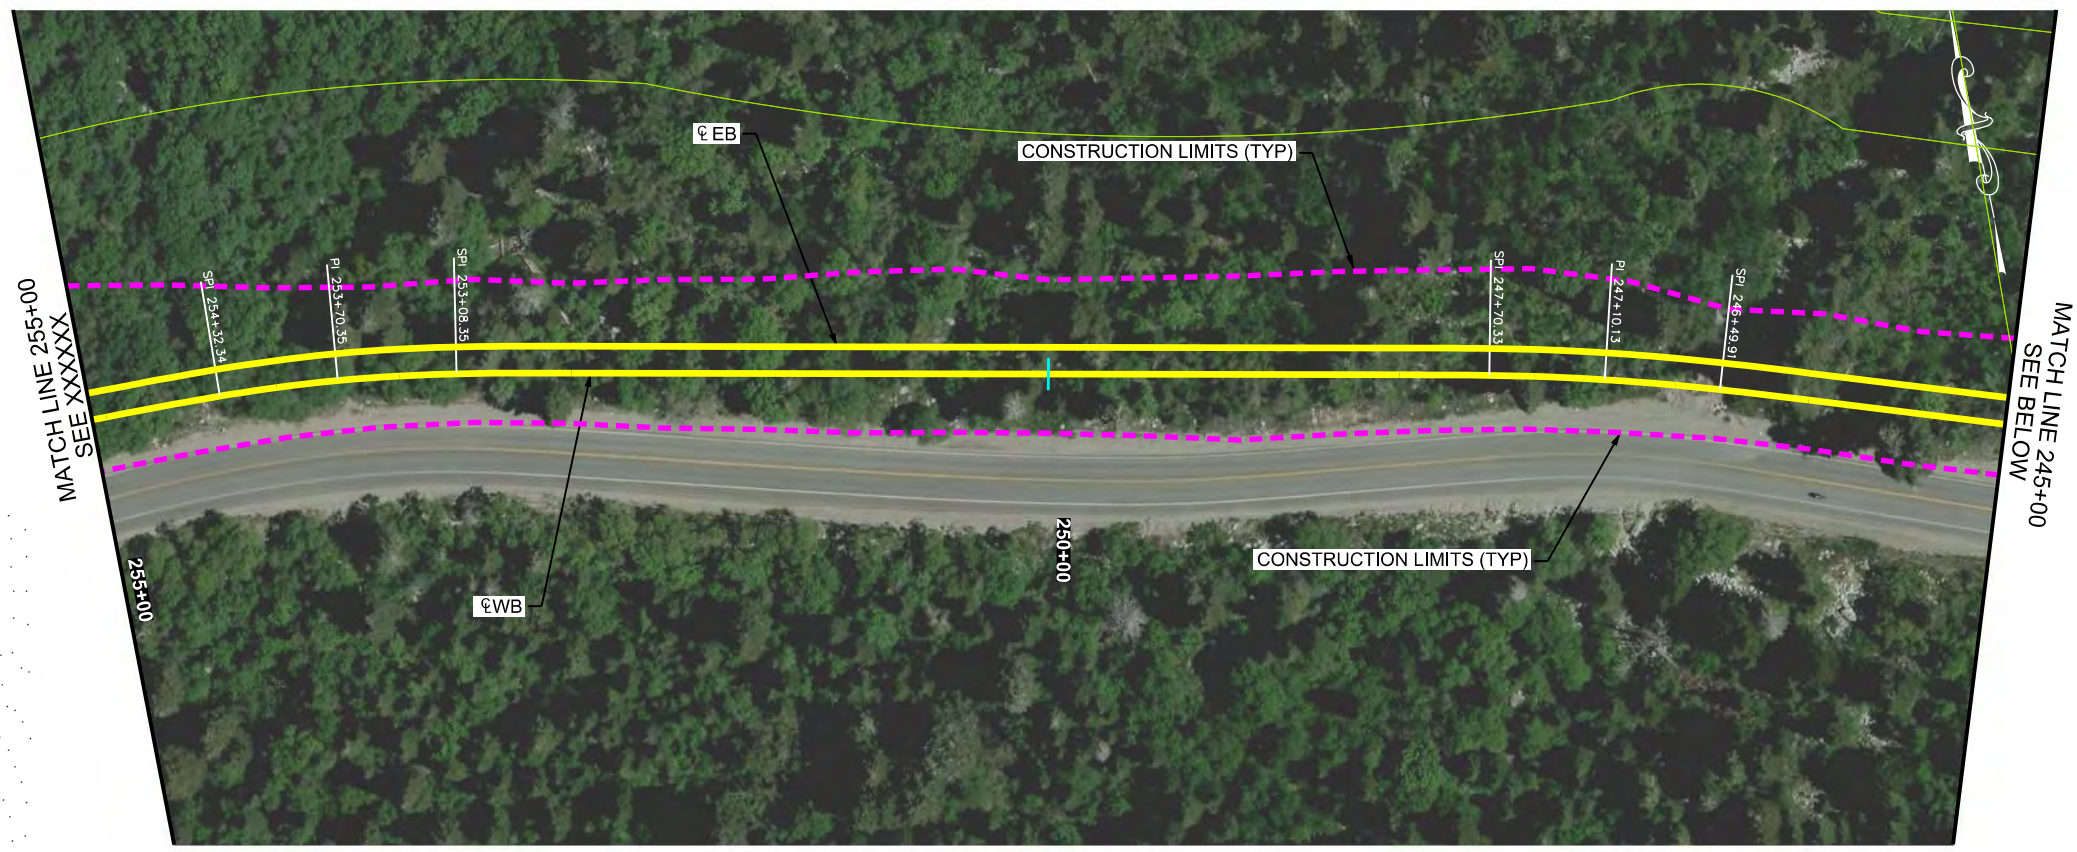 ℄ EB
CONSTRUCTION LIMITS (TYP)
SPI 254+32.34
PI 253+70.35
SPI 253+08.35
SPI 247+70.33
PI 247+10.13
SPI 246+49.91
MATCH LINE 255+00
SEE XXXXXX
MATCH LINE 245+00
SEE BELOW
250+00
255+00
CONSTRUCTION LIMITS (TYP)
℄ WB